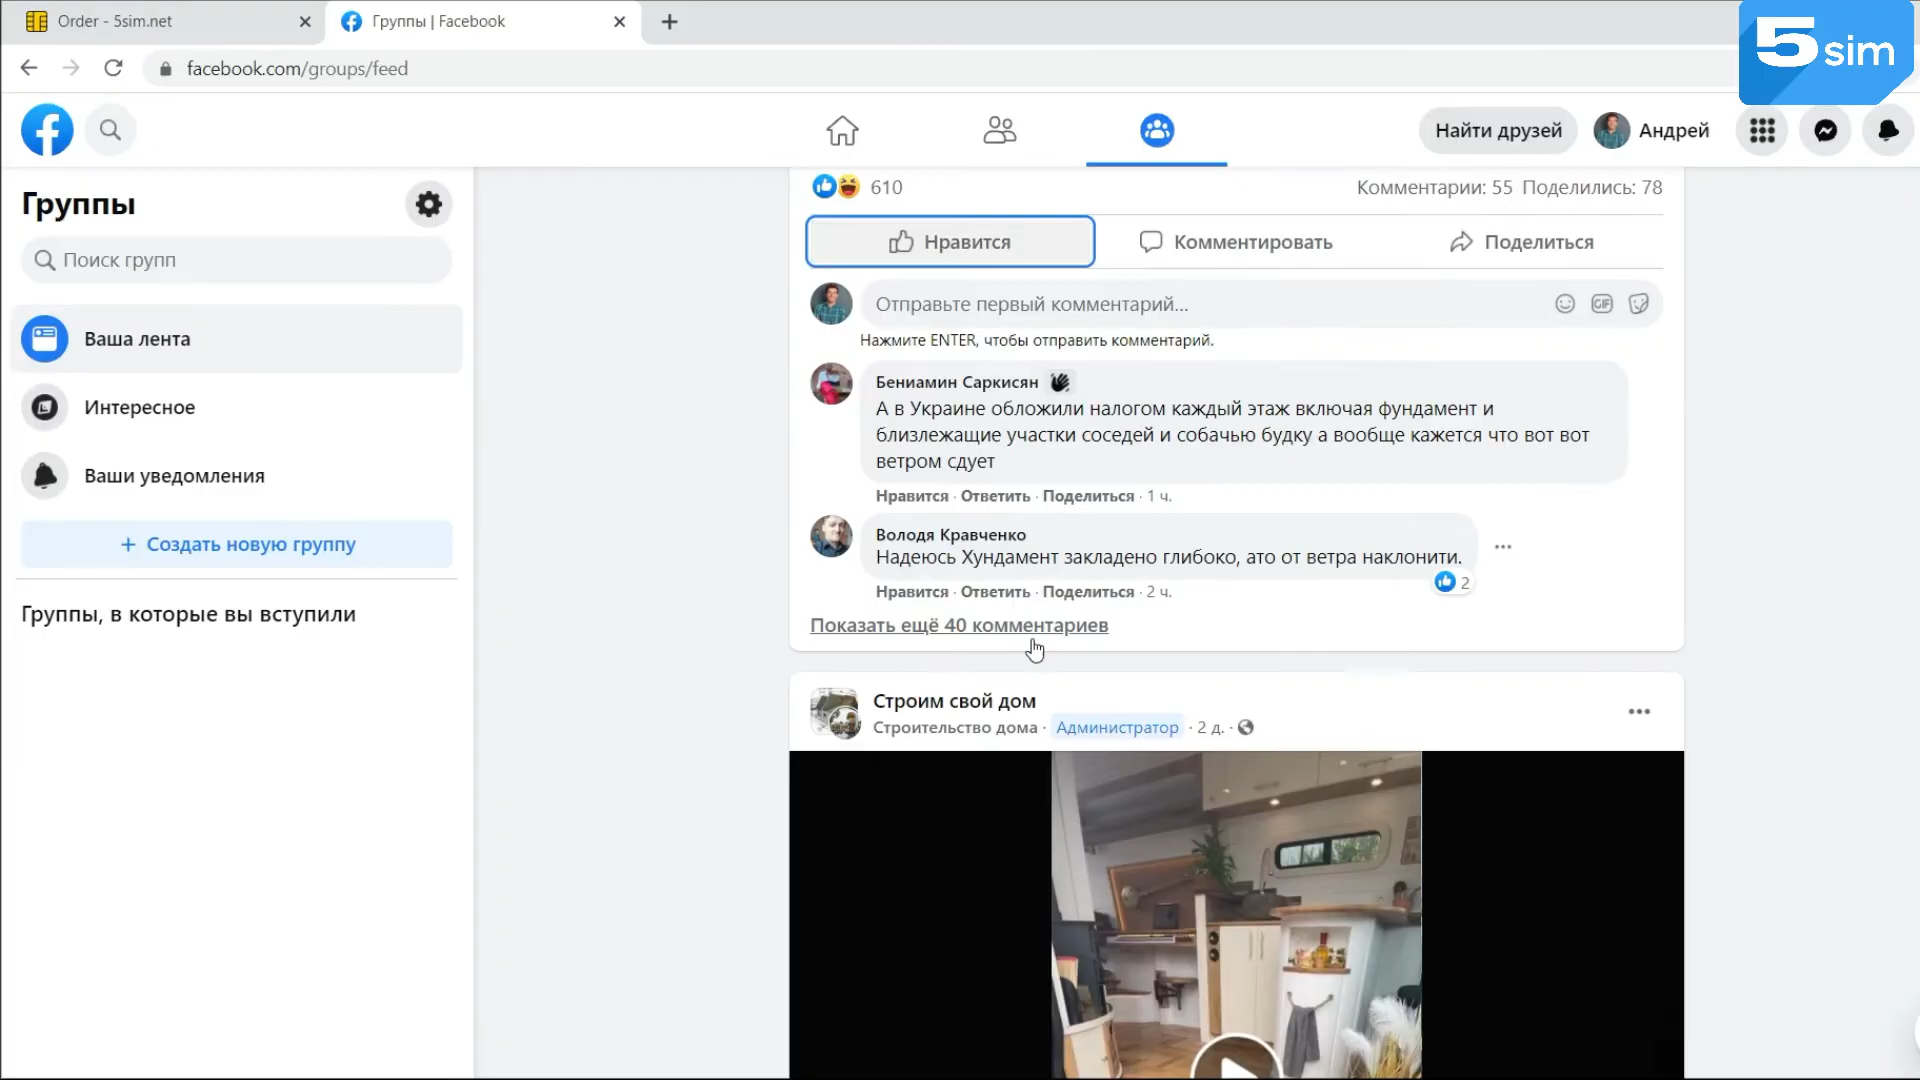 Order - 5sim.net
Группы | Facebook
5sim
facebook.com/groups/feed
Найти друзей
Андрей
Группы
Поиск групп
Ваша лента
Интересное
Ваши уведомления
+ Создать новую группу
Группы, в которые вы вступили
610
Комментарии: 55 Поделились: 78
Нравится
Комментировать
Поделиться
Отправьте первый комментарий...
GIF
Нажмите ENTER, чтобы отправить комментарий.
Бениамин Саркисян
А в Украине обложили налогом каждый этаж включая фундамент и
близлежащие участки соседей и собачью будку а вообще кажется что вот вот
ветром сдует
Нравится · Ответить · Поделиться · 1 ч.
Володя Кравченко
Надеюсь Хундамент закладено глибоко, ато от ветра наклонити.
2
Нравится · Ответить · Поделиться · 2 ч.
Показать ещё 40 комментариев
Строим свой дом
Строительство дома · Администратор · 2 д. ·